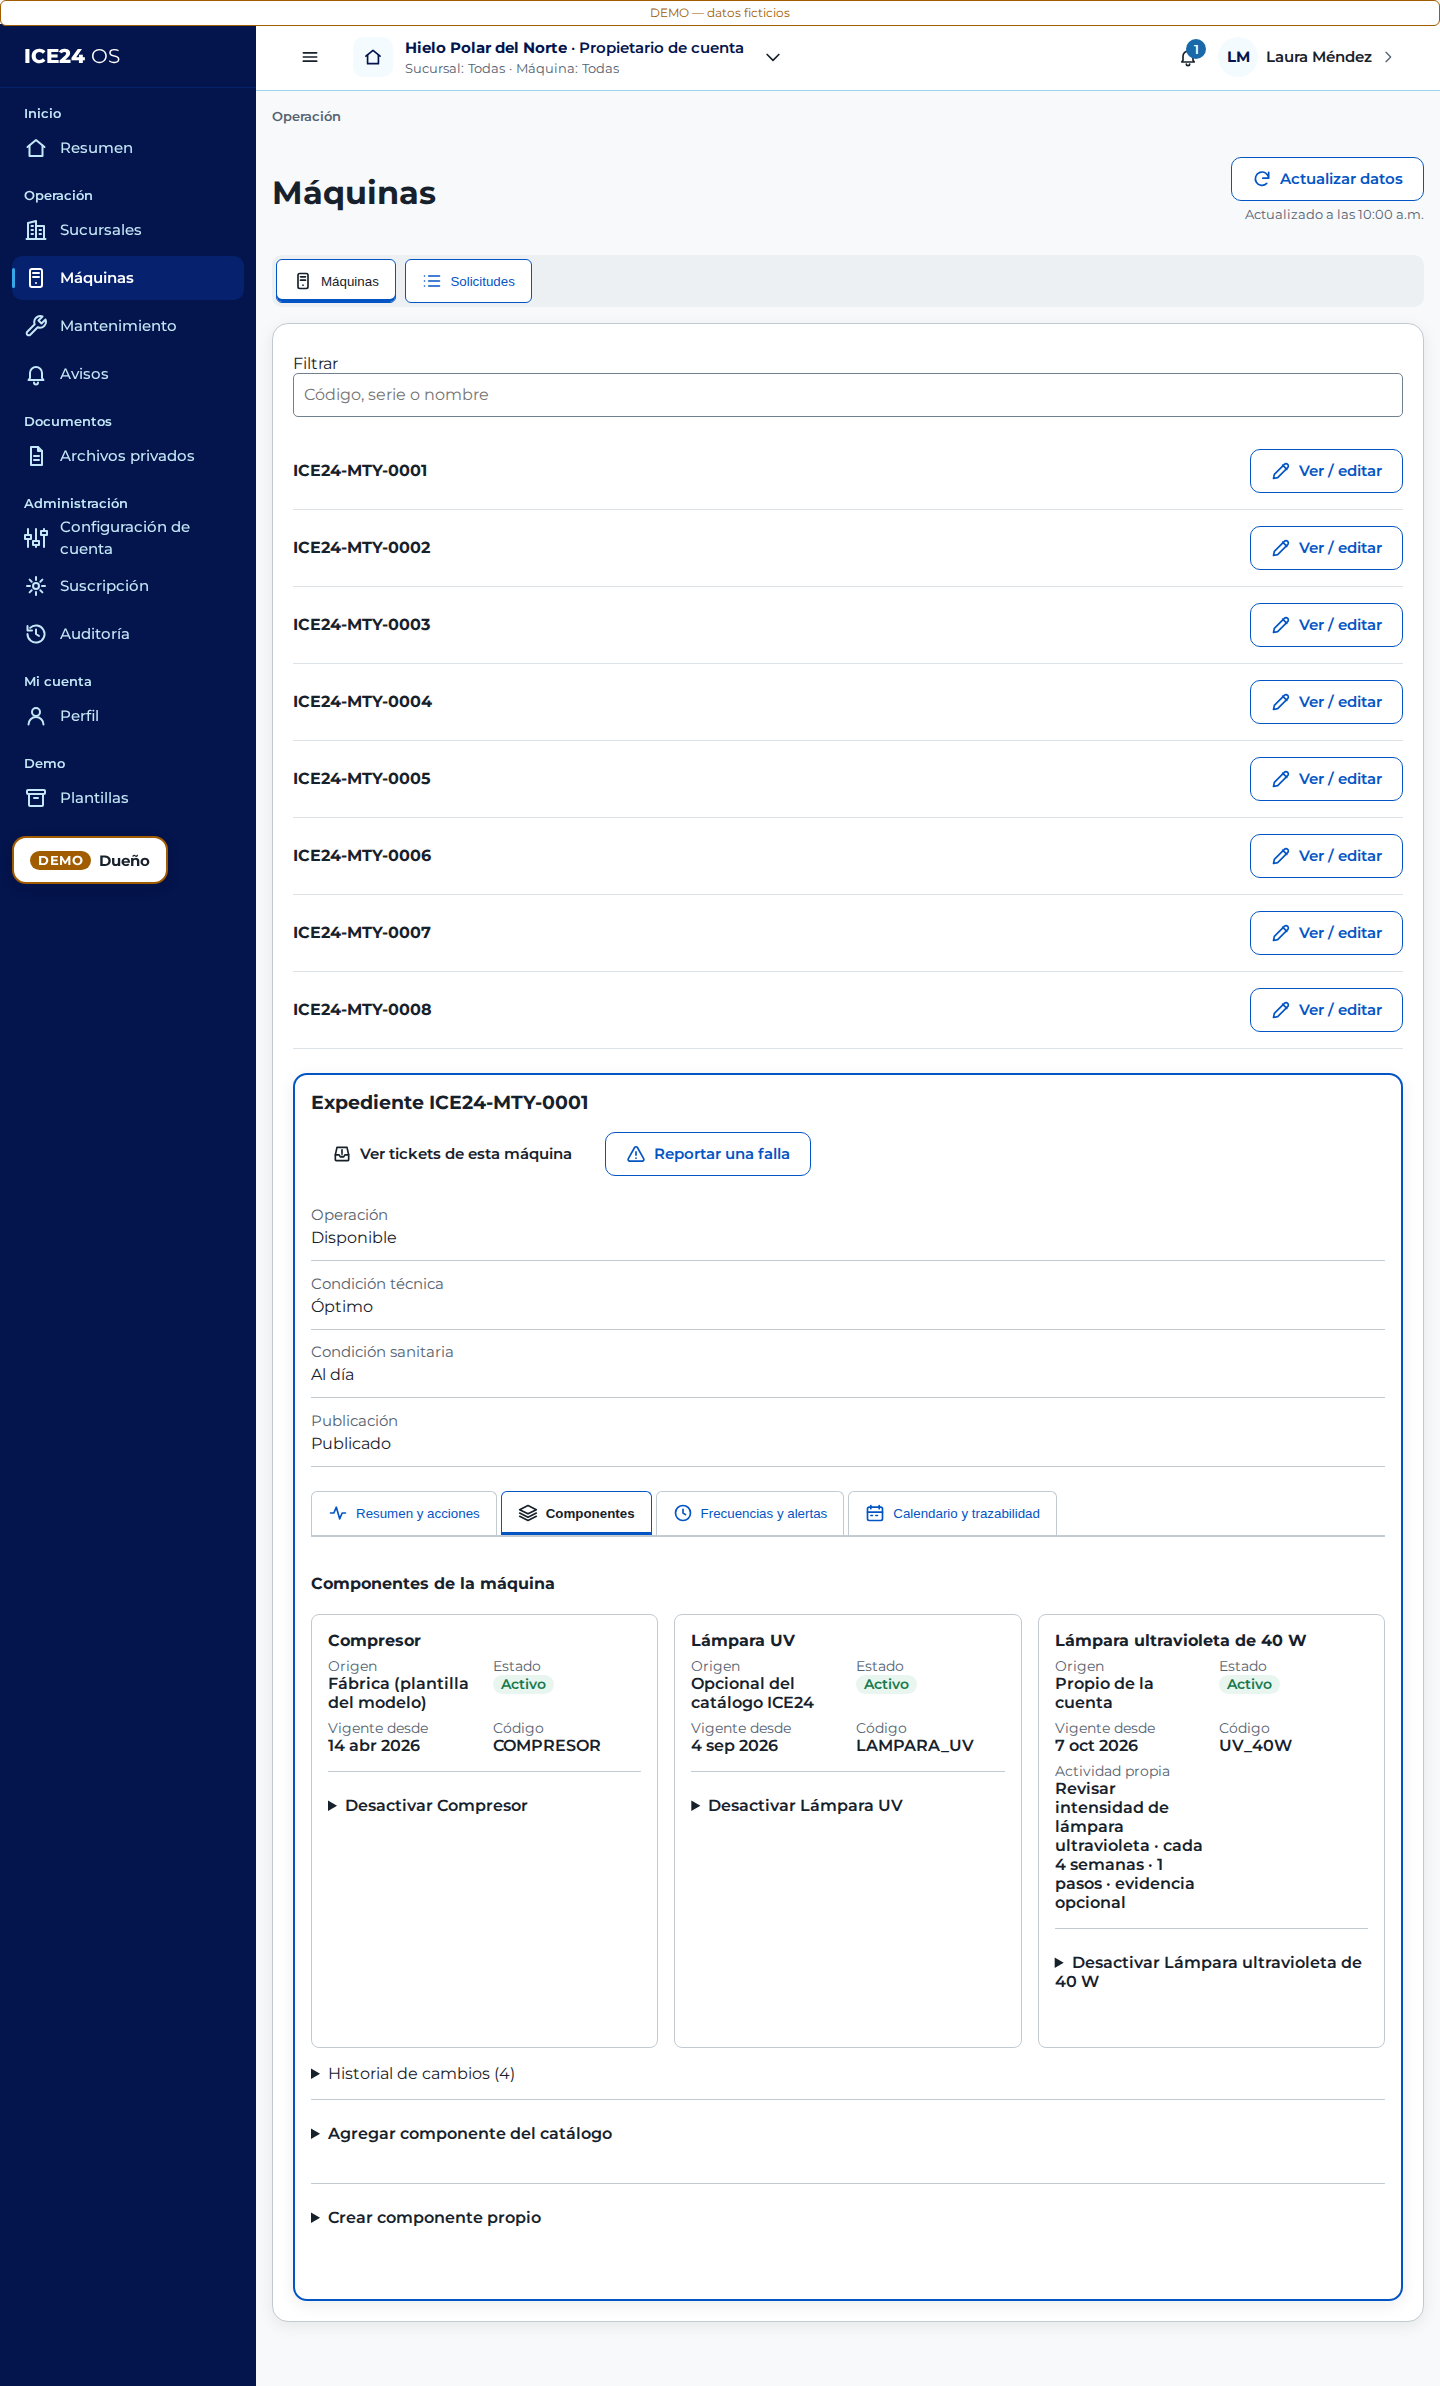 DEMO — datos ficticios
ICE24 OS
Inicio
Resumen
Operación
Sucursales
Máquinas
Mantenimiento
Avisos
Documentos
Archivos privados
Administración
Configuración de
cuenta
Suscripción
Auditoría
Mi cuenta
Perfil
Demo
Plantillas
DEMO Dueño
Hielo Polar del Norte · Propietario de cuenta
Sucursal: Todas · Máquina: Todas
1
LM Laura Méndez
Operación
Máquinas
Actualizar datos
Actualizado a las 10:00 a.m.
Máquinas
Solicitudes
Filtrar
Código, serie o nombre
ICE24-MTY-0001 Ver / editar
ICE24-MTY-0002 Ver / editar
ICE24-MTY-0003 Ver / editar
ICE24-MTY-0004 Ver / editar
ICE24-MTY-0005 Ver / editar
ICE24-MTY-0006 Ver / editar
ICE24-MTY-0007 Ver / editar
ICE24-MTY-0008 Ver / editar
Expediente ICE24-MTY-0001
Ver tickets de esta máquina
Reportar una falla
Operación
Disponible
Condición técnica
Óptimo
Condición sanitaria
Al día
Publicación
Publicado
Resumen y acciones
Componentes
Frecuencias y alertas
Calendario y trazabilidad
Componentes de la máquina
Compresor
Origen
Fábrica (plantilla
del modelo)
Estado
Activo
Vigente desde
14 abr 2026
Código
COMPRESOR
Desactivar Compresor
Lámpara UV
Origen
Opcional del
catálogo ICE24
Estado
Activo
Vigente desde
4 sep 2026
Código
LAMPARA_UV
Desactivar Lámpara UV
Lámpara ultravioleta de 40 W
Origen
Propio de la
cuenta
Estado
Activo
Vigente desde
7 oct 2026
Código
UV_40W
Actividad propia
Revisar
intensidad de
lámpara
ultravioleta · cada
4 semanas · 1
pasos · evidencia
opcional
Desactivar Lámpara ultravioleta de
40 W
Historial de cambios (4)
Agregar componente del catálogo
Crear componente propio